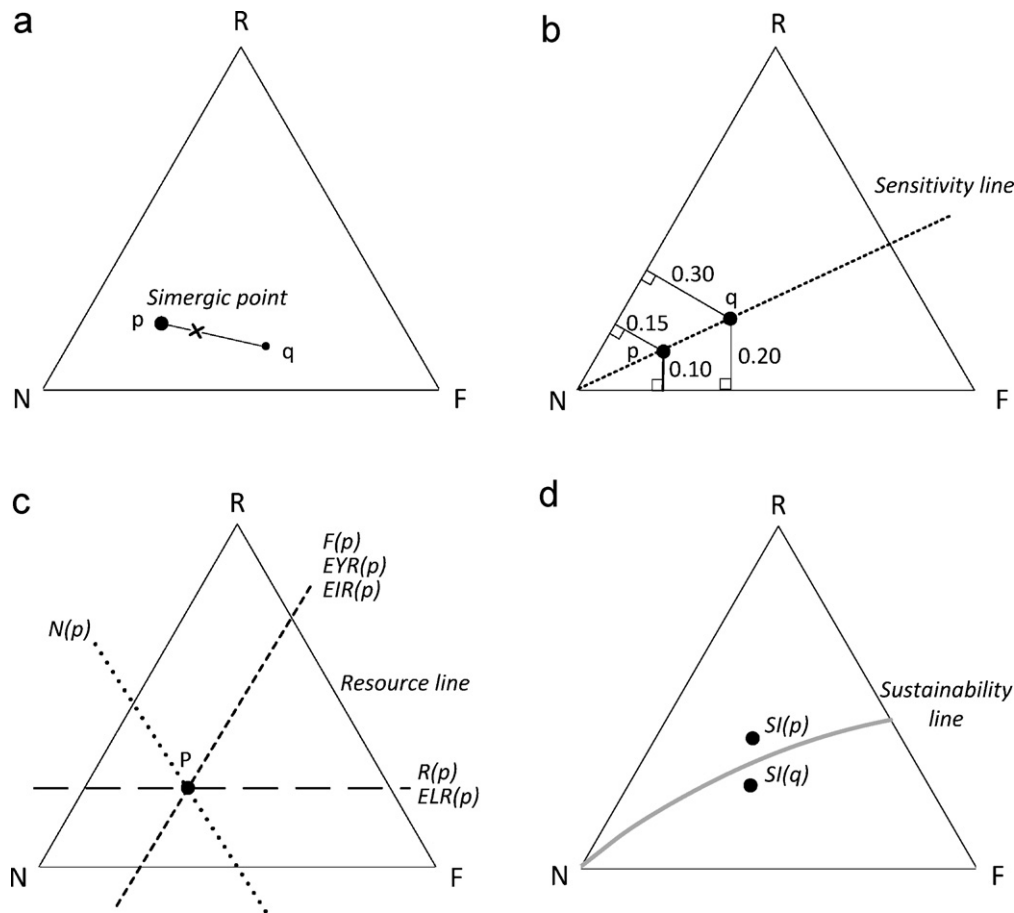 a
R
Simergic point
p
q
N
F
b
R
Sensitivity line
0.30
q
0.15
p
0.10
0.20
N
F
c
R
F(p)
EYR(p)
EIR(p)
N(p)
Resource line
P
R(p)
ELR(p)
N
F
d
R
Sustainability
line
SI(p)
SI(q)
N
F